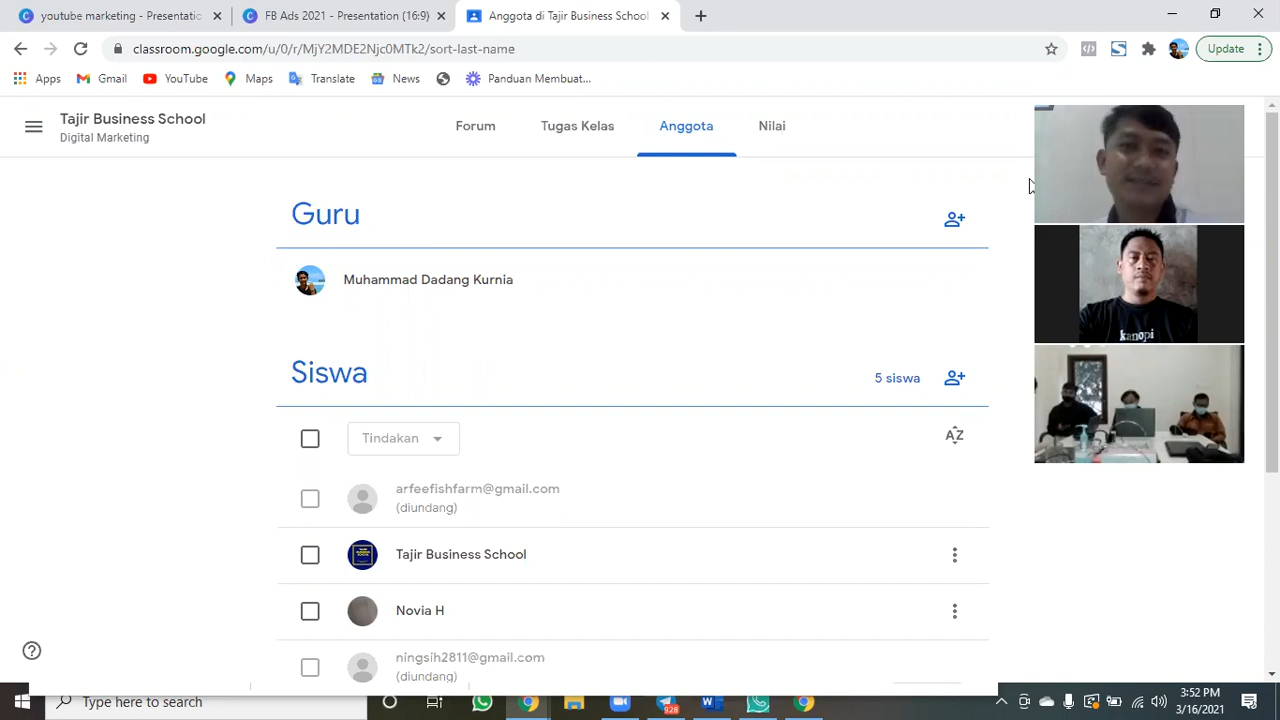 youtube marketing - Presentation
FB Ads 2021 - Presentation (16:9)
Anggota di Tajir Business School
classroom.google.com/u/0/r/MjY2MDE2Njc0MTk2/sort-last-name
Update
Apps
Gmail
YouTube
Maps
Translate
News
Panduan Membuat...
Tajir Business School
Digital Marketing
Forum
Tugas Kelas
Anggota
Nilai
Guru
Muhammad Dadang Kurnia
kanopi
Siswa
5 siswa
Tindakan
AZ
arfeefishfarm@gmail.com
(diundang)
Tajir Business School
Novia H
ningsih2811@gmail.com
(diundang)
Type here to search
928
3:52 PM
3/16/2021